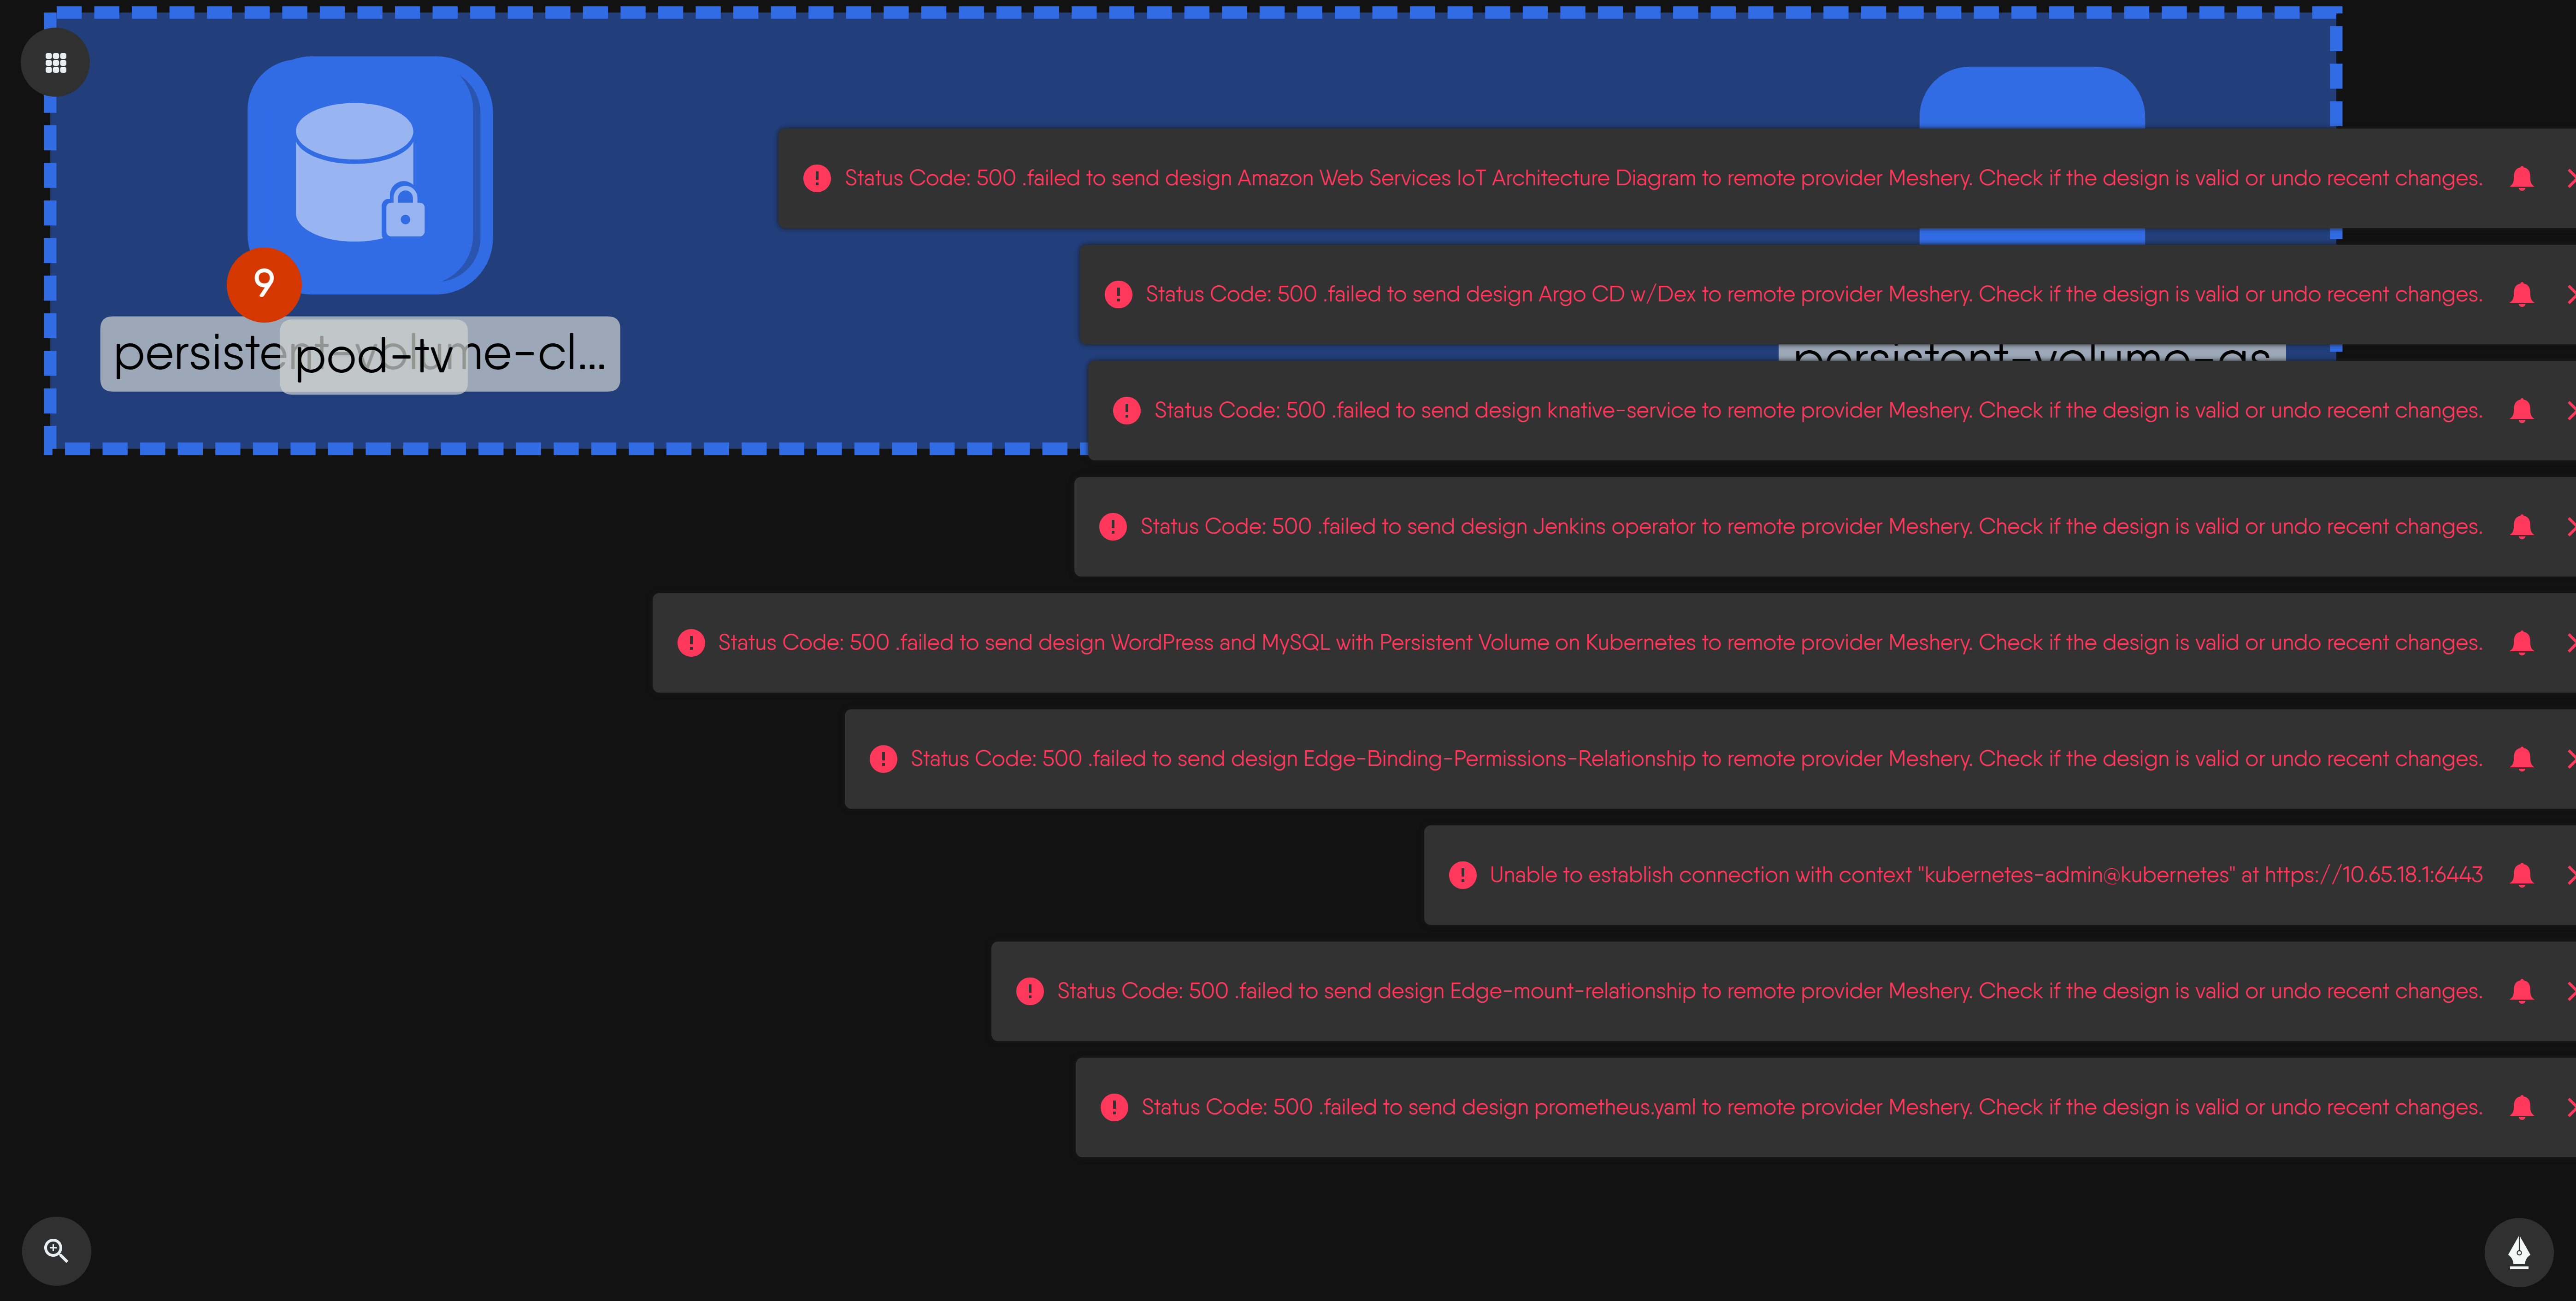 Status Code: 500 .failed to send design Amazon Web Services IoT Architecture Diagram to remote provider Meshery. Check if the design is valid or undo recent changes.
9
Status Code: 500 .failed to send design Argo CD w/Dex to remote provider Meshery. Check if the design is valid or undo recent changes.
persistent-volume-cl...
pod-tv
persistent-volume-qs
Status Code: 500 .failed to send design knative-service to remote provider Meshery. Check if the design is valid or undo recent changes.
Status Code: 500 .failed to send design Jenkins operator to remote provider Meshery. Check if the design is valid or undo recent changes.
Status Code: 500 .failed to send design WordPress and MySQL with Persistent Volume on Kubernetes to remote provider Meshery. Check if the design is valid or undo recent changes.
Status Code: 500 .failed to send design Edge-Binding-Permissions-Relationship to remote provider Meshery. Check if the design is valid or undo recent changes.
Unable to establish connection with context "kubernetes-admin@kubernetes" at https://10.65.18.1:6443
Status Code: 500 .failed to send design Edge-mount-relationship to remote provider Meshery. Check if the design is valid or undo recent changes.
Status Code: 500 .failed to send design prometheus.yaml to remote provider Meshery. Check if the design is valid or undo recent changes.